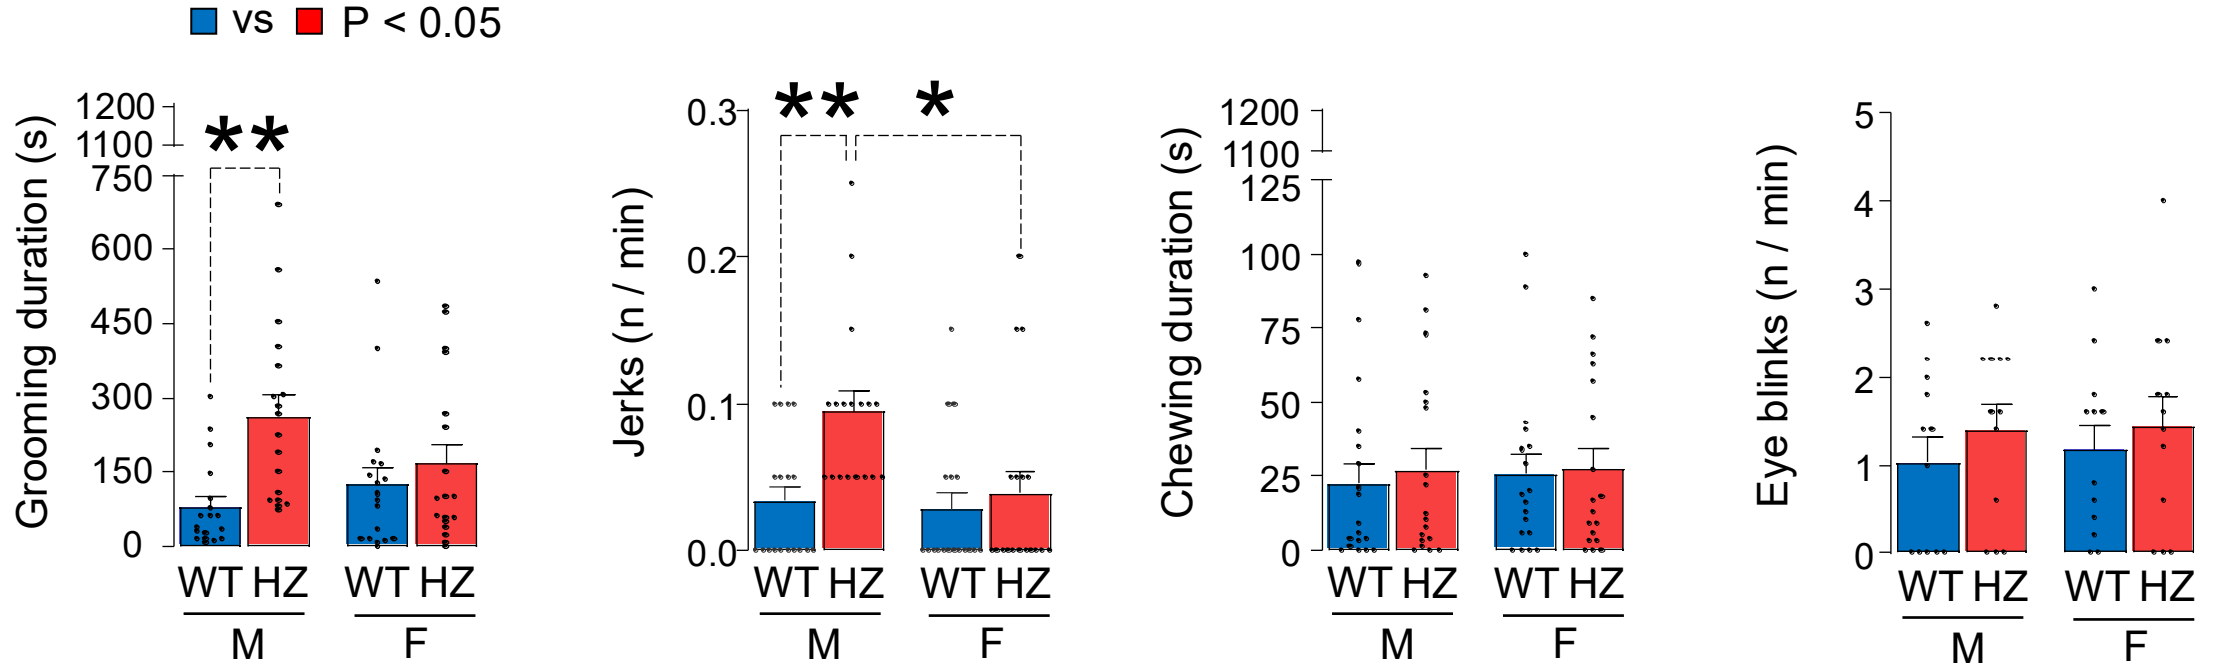 vs P < 0.05
Grooming duration (s)
1200
1100
750
600
450
300
150
0
**
WT HZ WT HZ
M F
Jerks (n / min)
0.3
0.2
0.1
0.0
** *
WT HZ WT HZ
M F
Chewing duration (s)
1200
1100
125
100
75
50
25
0
WT HZ WT HZ
M F
Eye blinks (n / min)
5
4
3
2
1
0
WT HZ WT HZ
M F